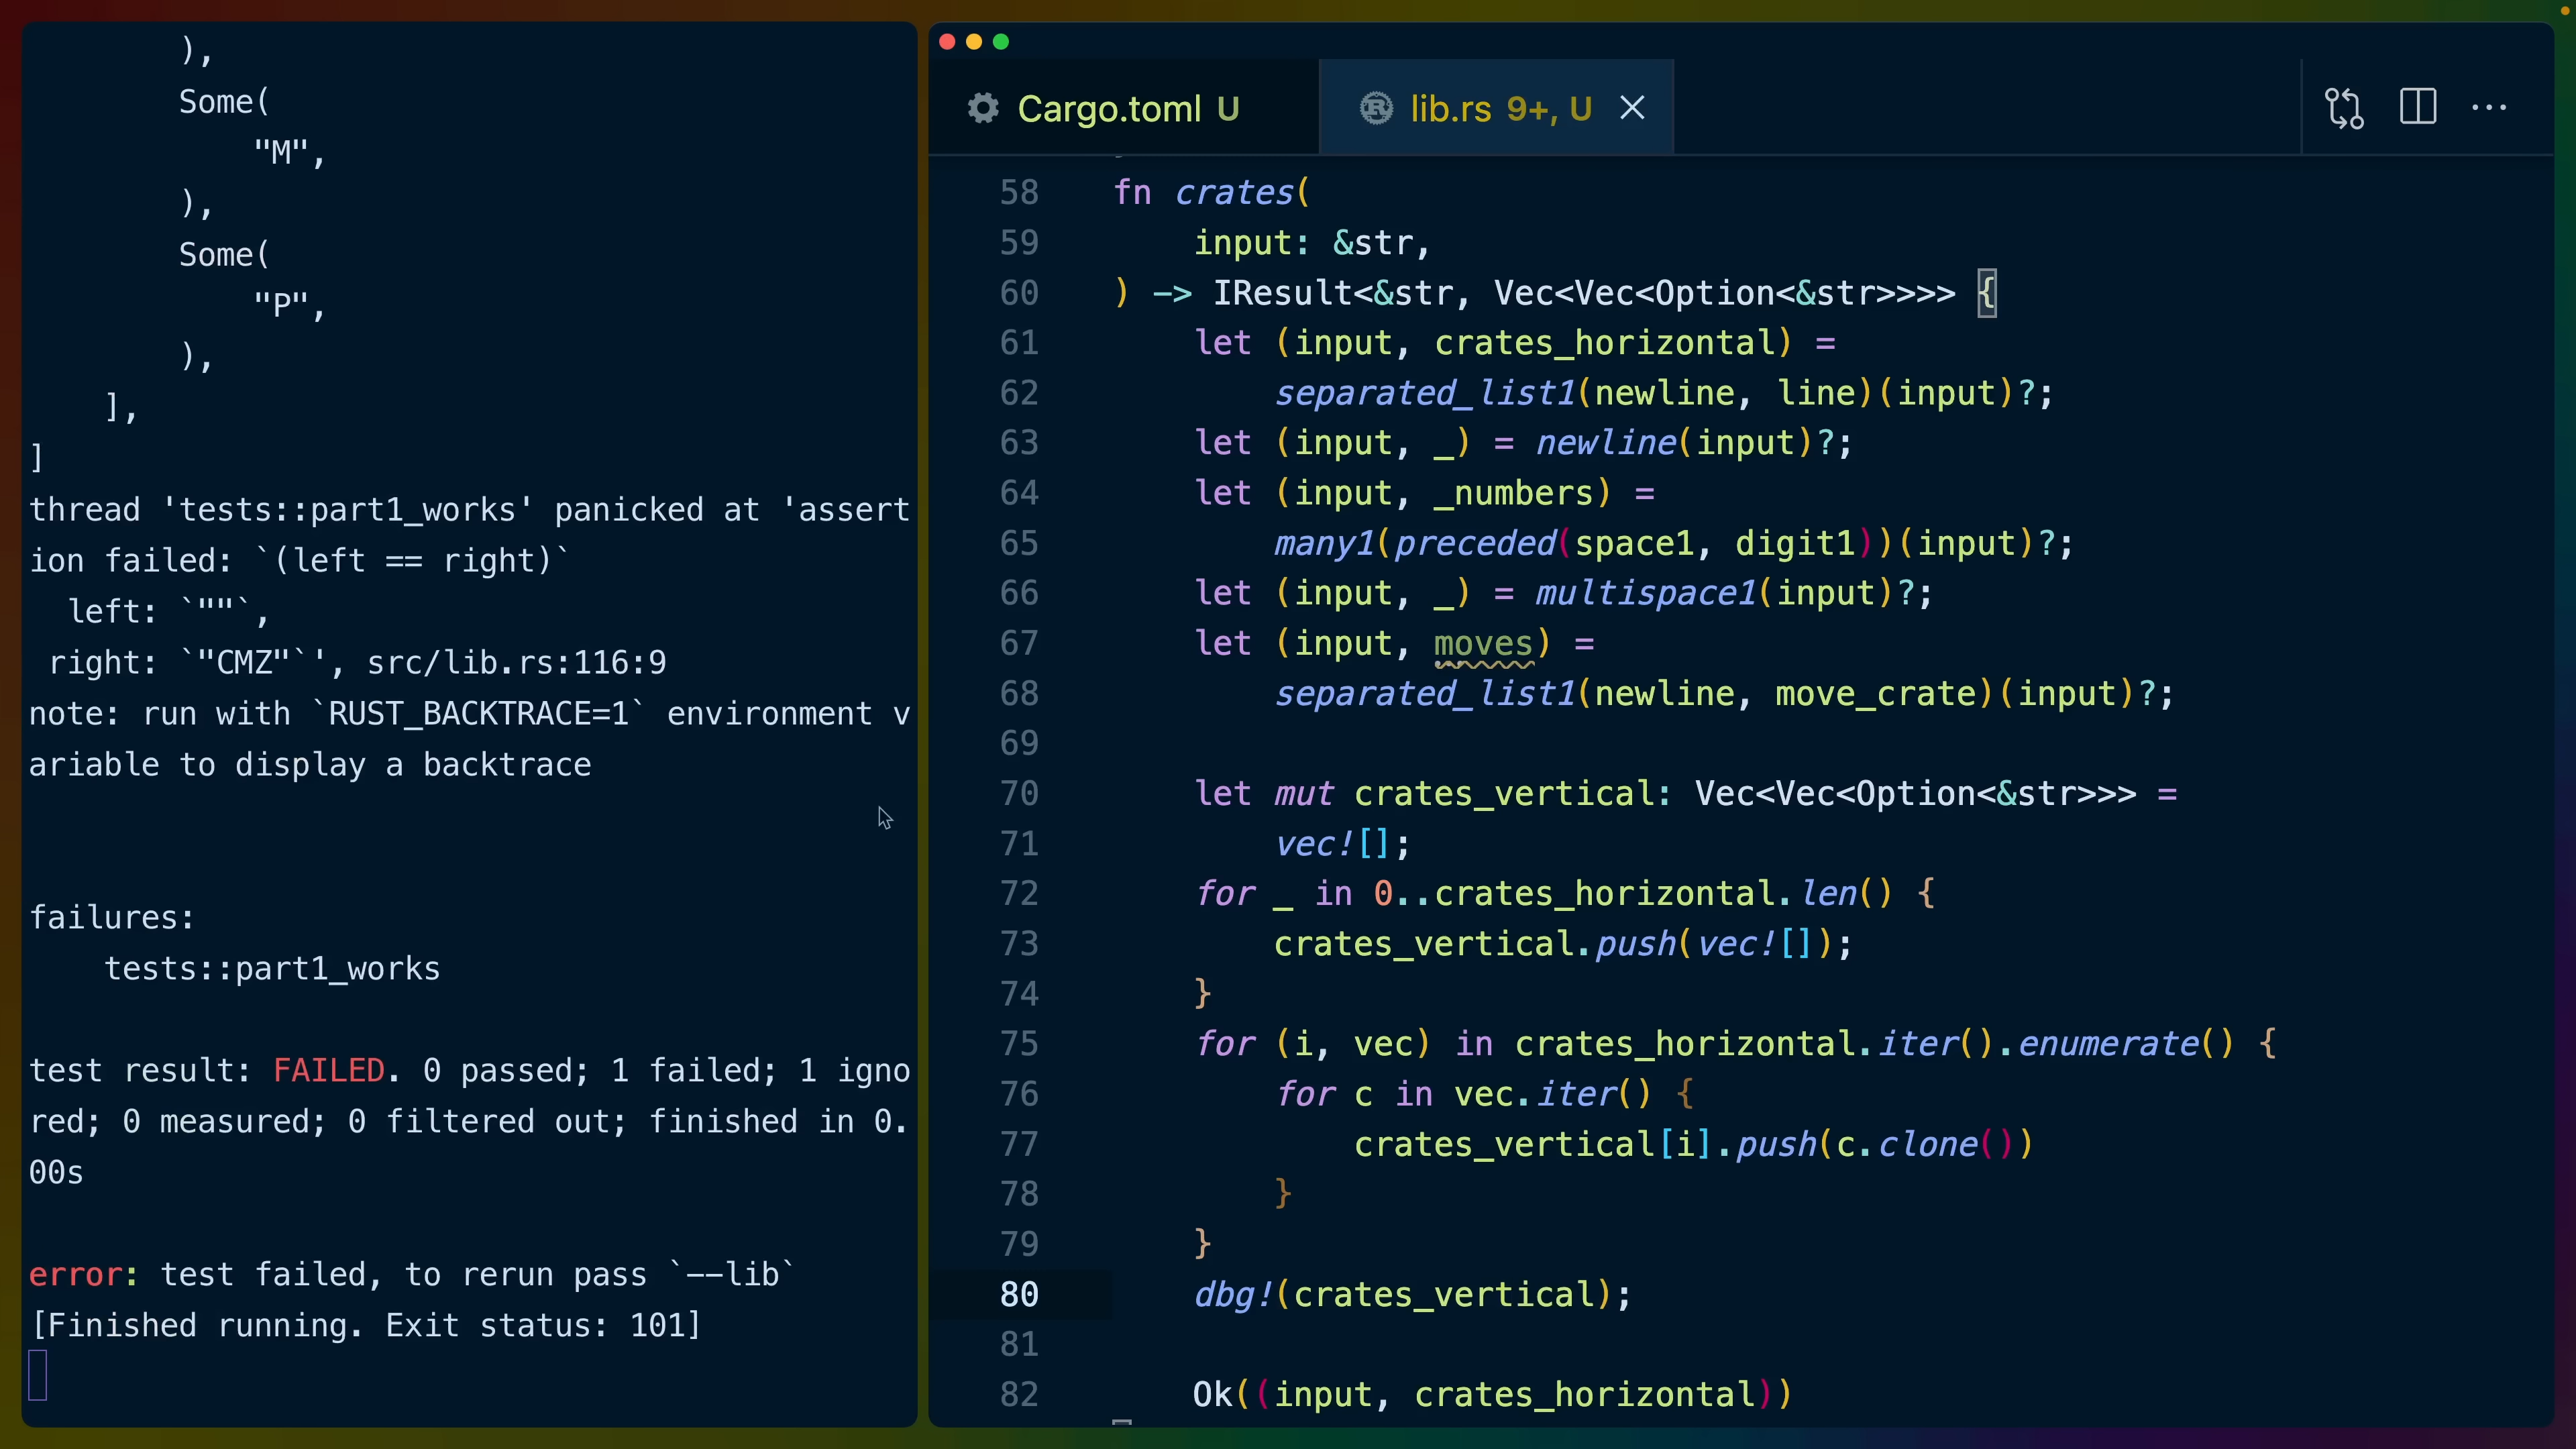 ),
Some(
"M",
),
Some(
"P",
),
],
]
thread 'tests::part1_works' panicked at 'assert
ion failed: `(left == right)`
left: `""`,
right: `"CMZ"`', src/lib.rs:116:9
note: run with `RUST_BACKTRACE=1` environment v
ariable to display a backtrace
failures:
tests::part1_works
test result: FAILED. 0 passed; 1 failed; 1 igno
red; 0 measured; 0 filtered out; finished in 0.
00s
error: test failed, to rerun pass `--lib`
[Finished running. Exit status: 101]
Cargo.toml U
lib.rs 9+, U
58 fn crates(
59 input: &str,
60 ) -> IResult<&str, Vec<Vec<Option<&str>>>> {
61 let (input, crates_horizontal) =
62 separated_list1(newline, line)(input)?;
63 let (input, _) = newline(input)?;
64 let (input, _numbers) =
65 many1(preceded(space1, digit1))(input)?;
66 let (input, _) = multispace1(input)?;
67 let (input, moves) =
68 separated_list1(newline, move_crate)(input)?;
69
70 let mut crates_vertical: Vec<Vec<Option<&str>>> =
71 vec![];
72 for _ in 0..crates_horizontal.len() {
73 crates_vertical.push(vec![]);
74 }
75 for (i, vec) in crates_horizontal.iter().enumerate() {
76 for c in vec.iter() {
77 crates_vertical[i].push(c.clone())
78 }
79 }
80 dbg!(crates_vertical);
81
82 Ok((input, crates_horizontal))